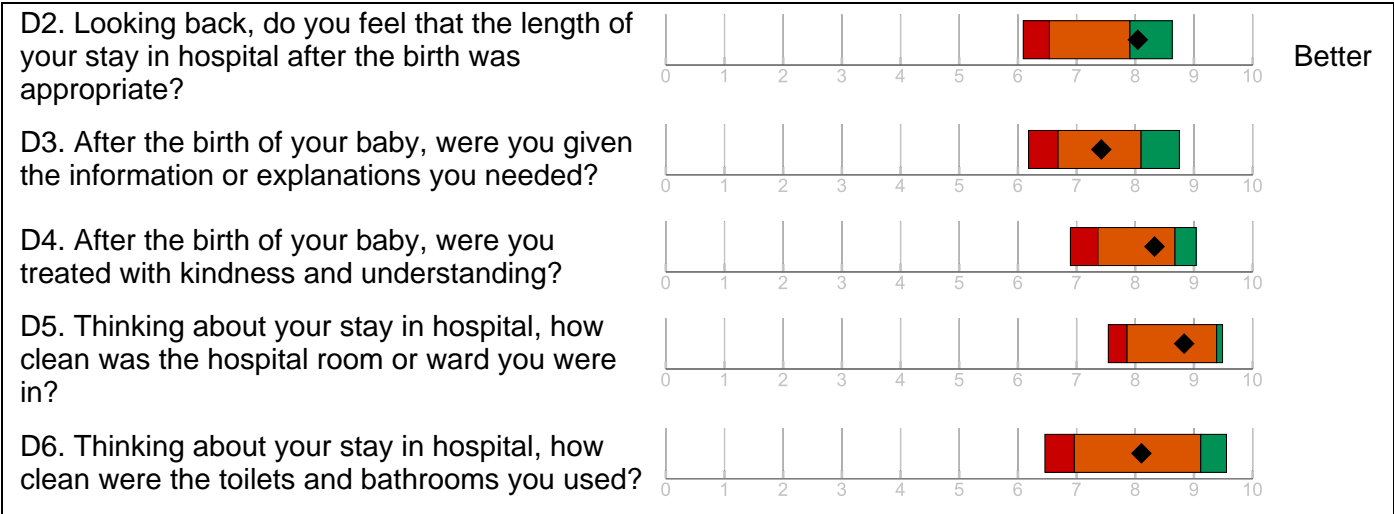 D2. Looking back, do you feel that the length of
your stay in hospital after the birth was
appropriate?
0 1 2 3 4 5 6 7 8 9 10
Better
D3. After the birth of your baby, were you given
the information or explanations you needed?
0 1 2 3 4 5 6 7 8 9 10
D4. After the birth of your baby, were you
treated with kindness and understanding?
0 1 2 3 4 5 6 7 8 9 10
D5. Thinking about your stay in hospital, how
clean was the hospital room or ward you were
in?
0 1 2 3 4 5 6 7 8 9 10
D6. Thinking about your stay in hospital, how
clean were the toilets and bathrooms you used?
0 1 2 3 4 5 6 7 8 9 10